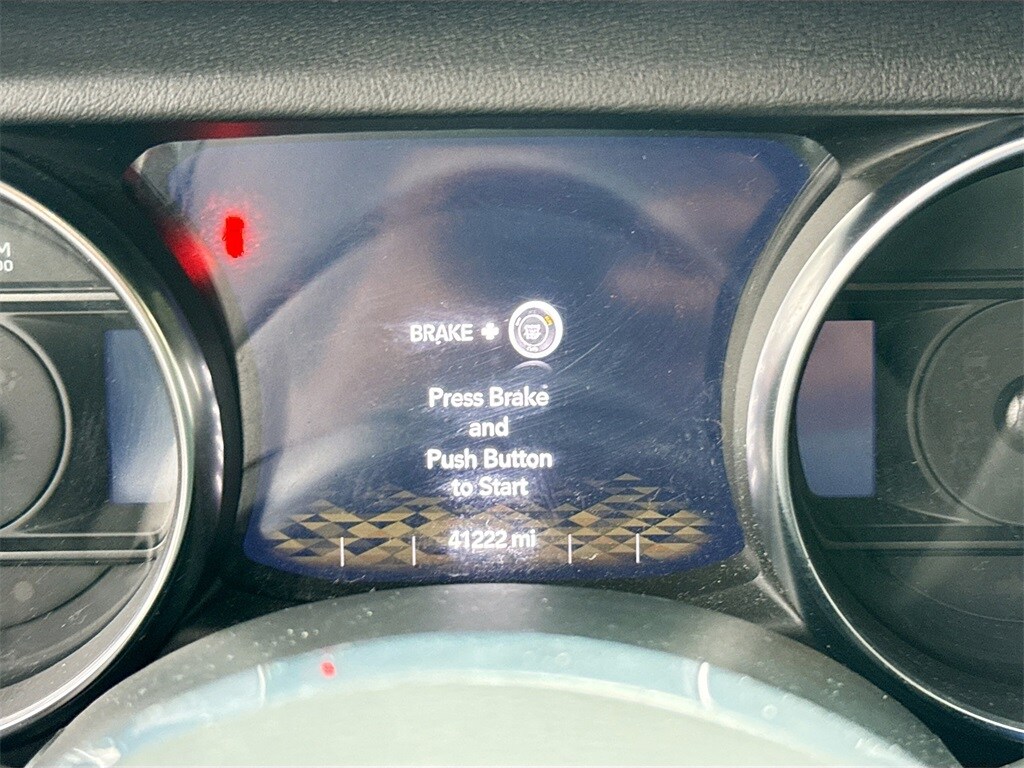 BRAKE +
Press Brake
and
Push Button
to Start
41222 mi